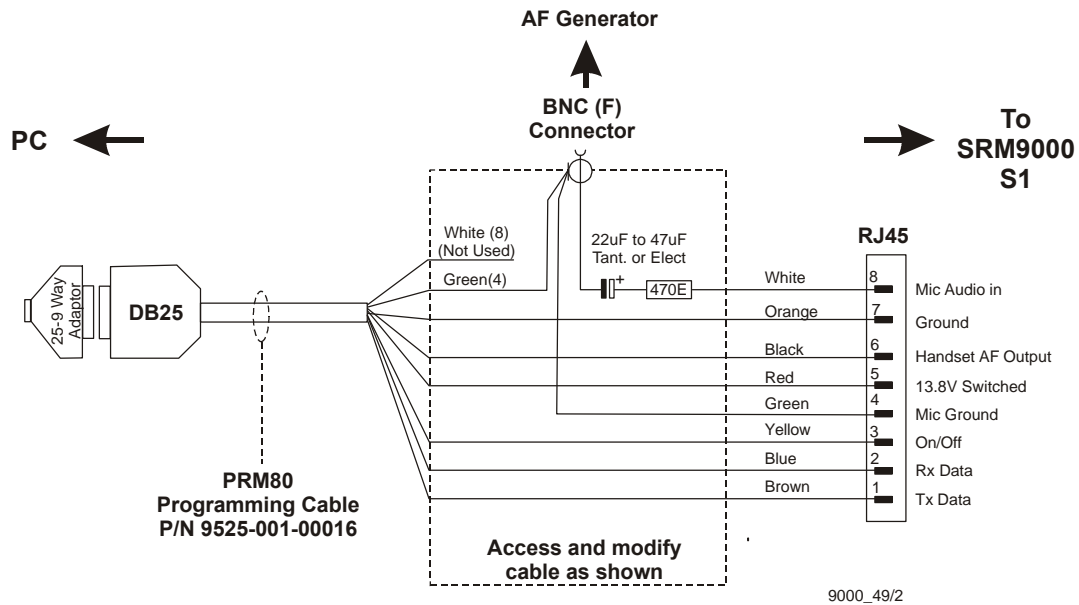 AF Generator
BNC (F)
Connector
PC
To
SRM9000
S1
RJ45
White (8)
(Not Used)
Green(4)
22uF to 47uF
Tant. or Elect
+
470E
25-9 Way
Adaptor
DB25
White
8
Mic Audio in
Orange
7
Ground
Black
6
Handset AF Output
Red
5
13.8V Switched
Green
4
Mic Ground
Yellow
3
On/Off
Blue
2
Rx Data
Brown
1
Tx Data
PRM80
Programming Cable
P/N 9525-001-00016
Access and modify
cable as shown
9000_49/2